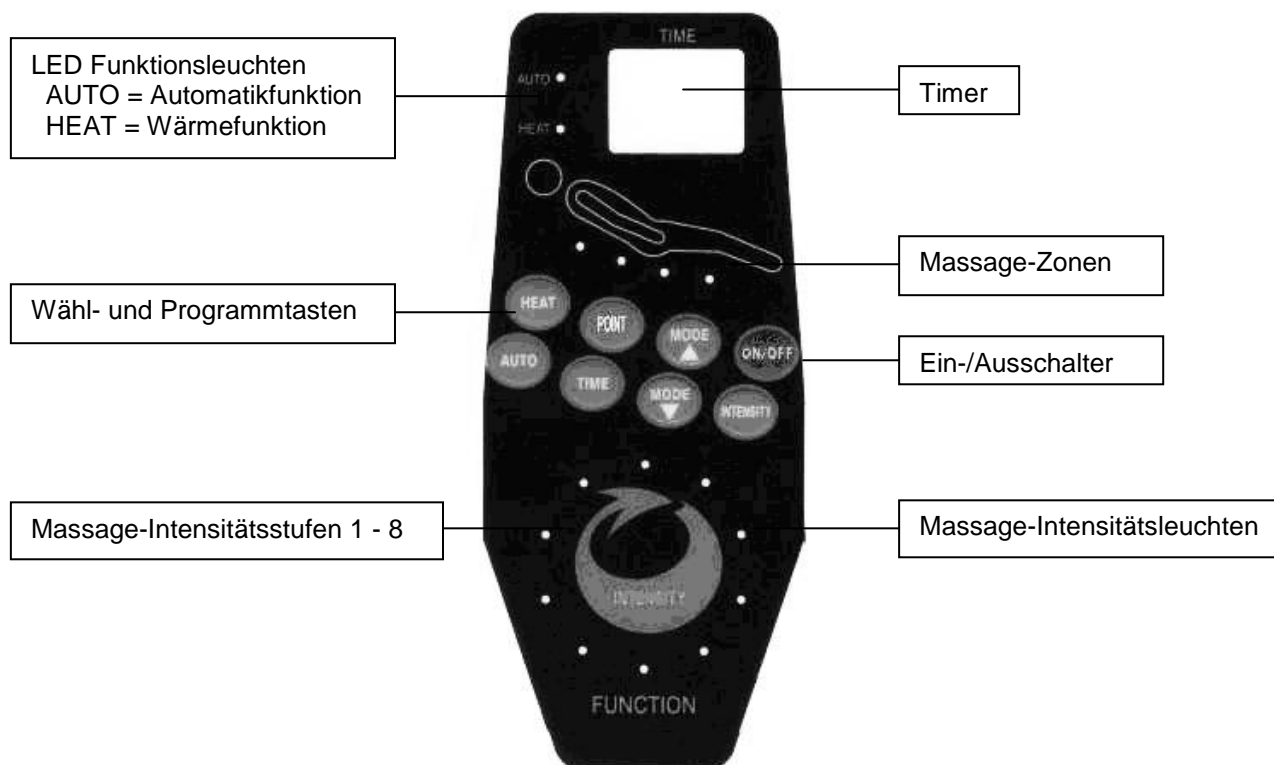 TIME
LED Funktionsleuchten
AUTO = Automatikfunktion
HEAT = Wärmefunktion
AUTO
HEAT
Timer
Massage-Zonen
Wähl- und Programmtasten
HEAT
POINT
MODE
ON/OFF
Ein-/Ausschalter
AUTO
TIME
MODE
INTENSITY
Massage-Intensitätsstufen 1 - 8
Massage-Intensitätsleuchten
INTENSITY
FUNCTION